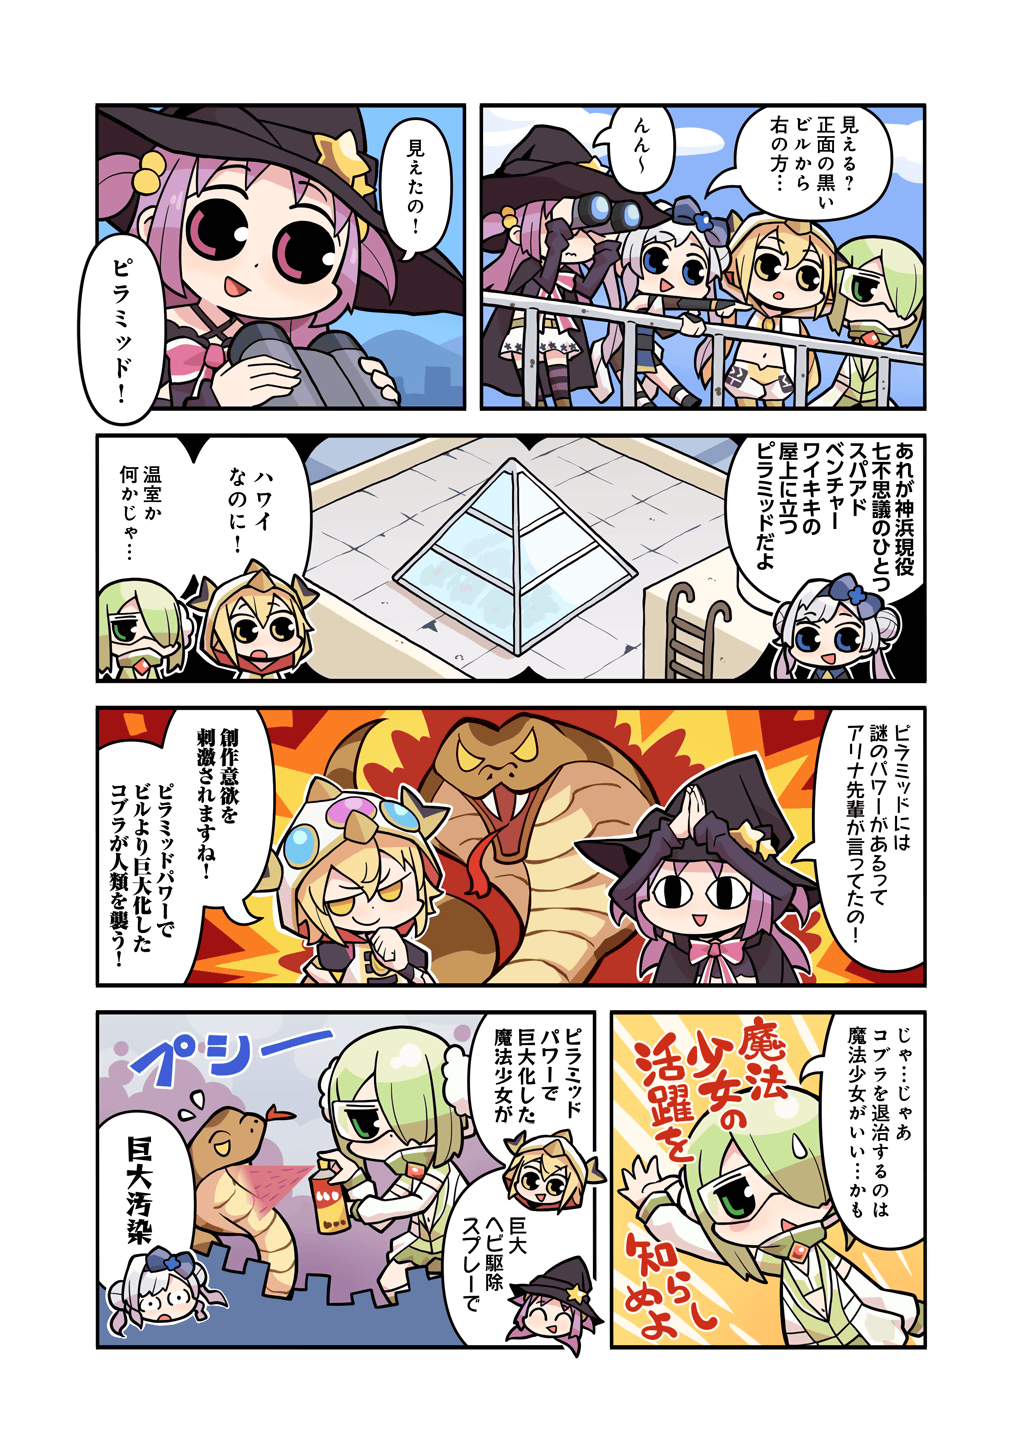 見える?
正面の黒い
ビルから
右の方…
んん~
見えたの!
ピラミッド!
あれが神浜現役
七不思議のひとつ
スパアド
ベンチャー
ワイキキの
屋上に立つ
ピラミッドだよ
ハワイ
なのに!
温室か
何かじゃ…
ピラミッドには
謎のパワーがあるって
アリナ先輩が言ってたの!
創作意欲を
刺激されますね!
ピラミッドパワーで
ビルより巨大化した
コブラが人類を襲う!
じゃ…じゃあ
コブラを退治するのは
魔法少女がいい…かも
魔法
少女の
活躍を
知らし
めよ
ピラミッド
パワーで
巨大化した
魔法少女が
巨大
ヘビ駆除
スプレーで
プシー
巨大汚染